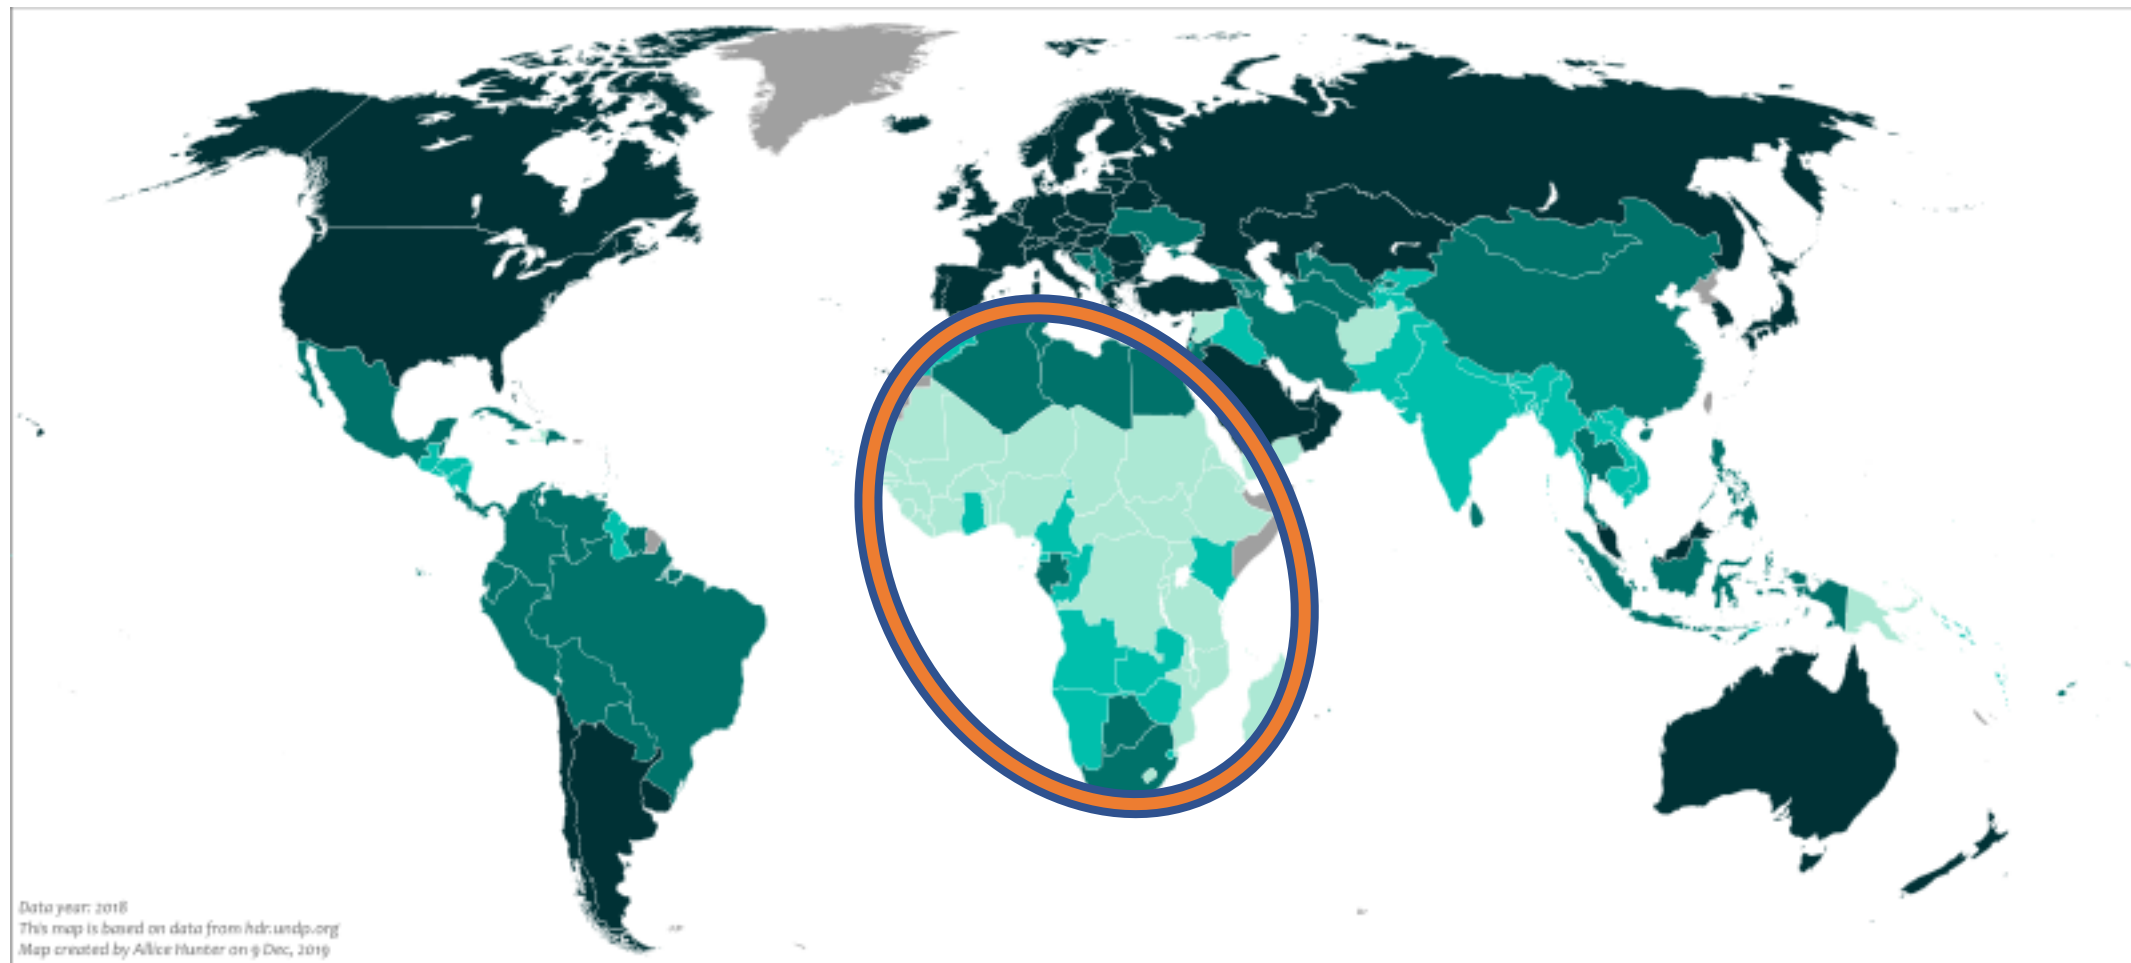 Data year: 2018
This map is based on data from hdr.undp.org
Map created by Allice Hunter on 9 Dec, 2019